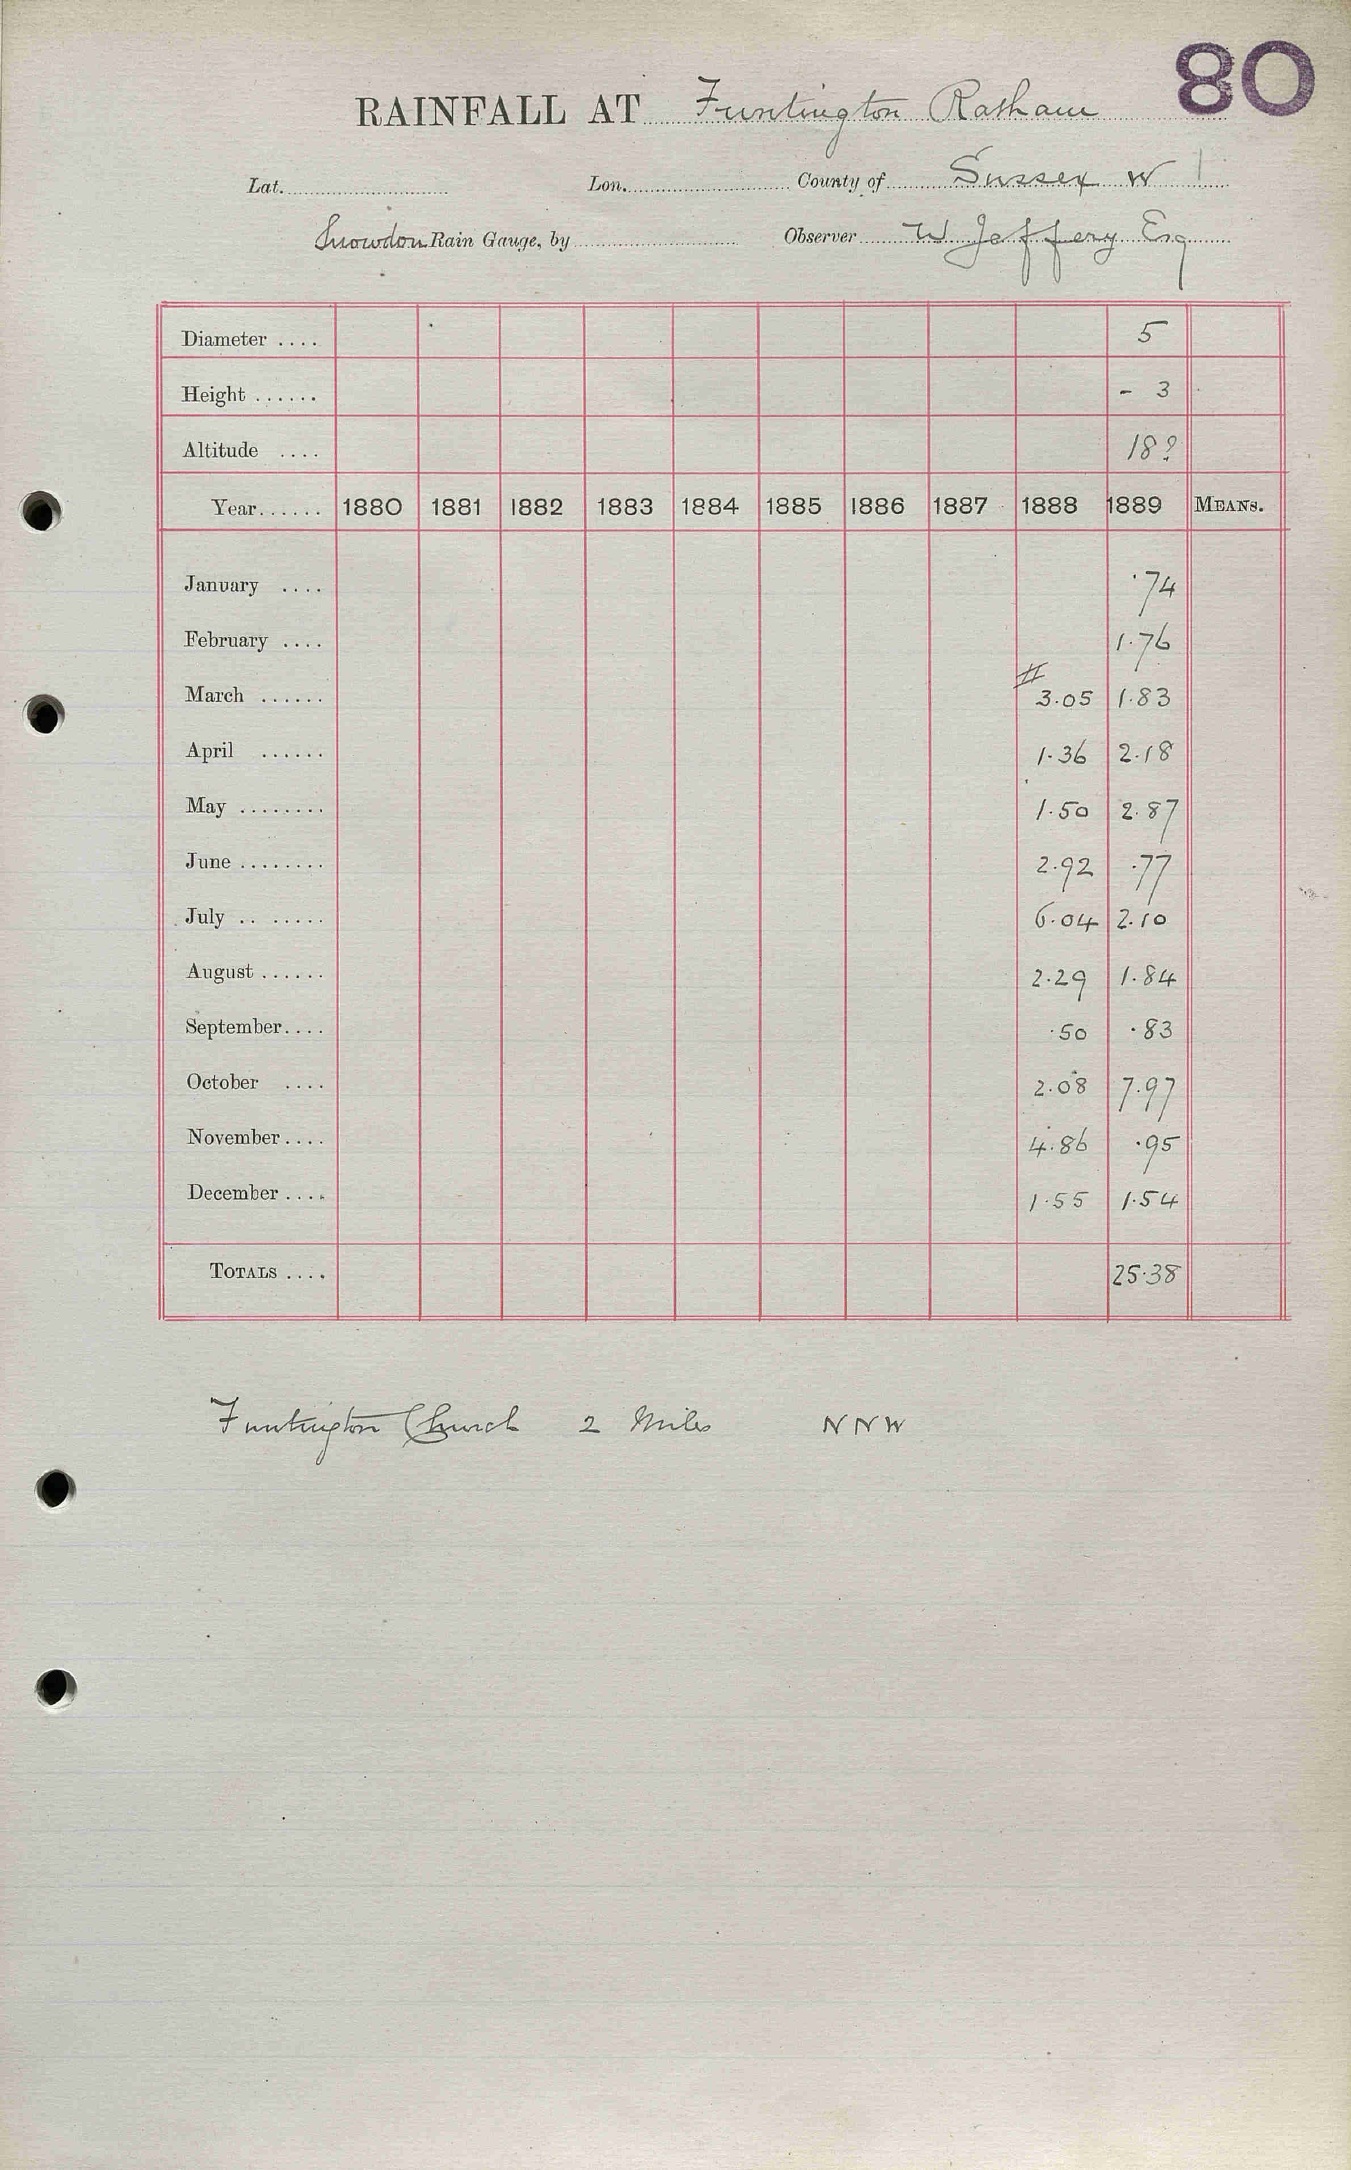 80
RAINFALL AT Funtington Ratham
Lat. Lon. County of Sussex W
Snowdon Rain Gauge, by Observer W Jeffery Esq
Diameter .... 5
Height ...... - 3
Altitude .... 18?
Year...... 1880 1881 1882 1883 1884 1885 1886 1887 1888 1889 MEANS.
January .... ·74
February .... 1·76
March ...... # 3·05 1·83
April ...... 1·36 2·18
May ........ 1·50 2·87
June ........ 2·92 ·77
July .. ..... 6·04 2·10
August ...... 2·29 1·84
September.... ·50 ·83
October .... 2·08 7·97
November.... 4·86 ·95
December.... 1·55 1·54
TOTALS .... 25·38
Funtington Church 2 Miles NNW